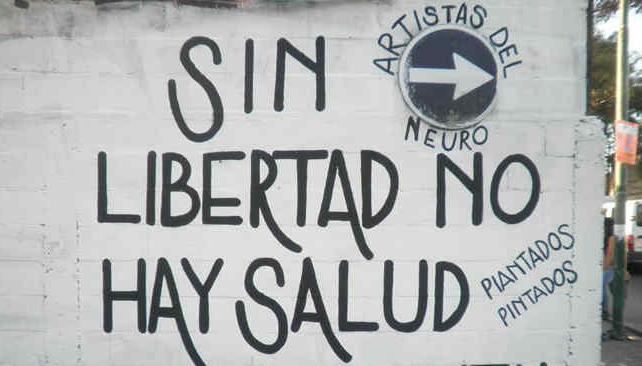 SIN
LIBERTAD NO
HAY SALUD
ARTISTAS DEL
NEURO
PIANTADOS
PINTADOS